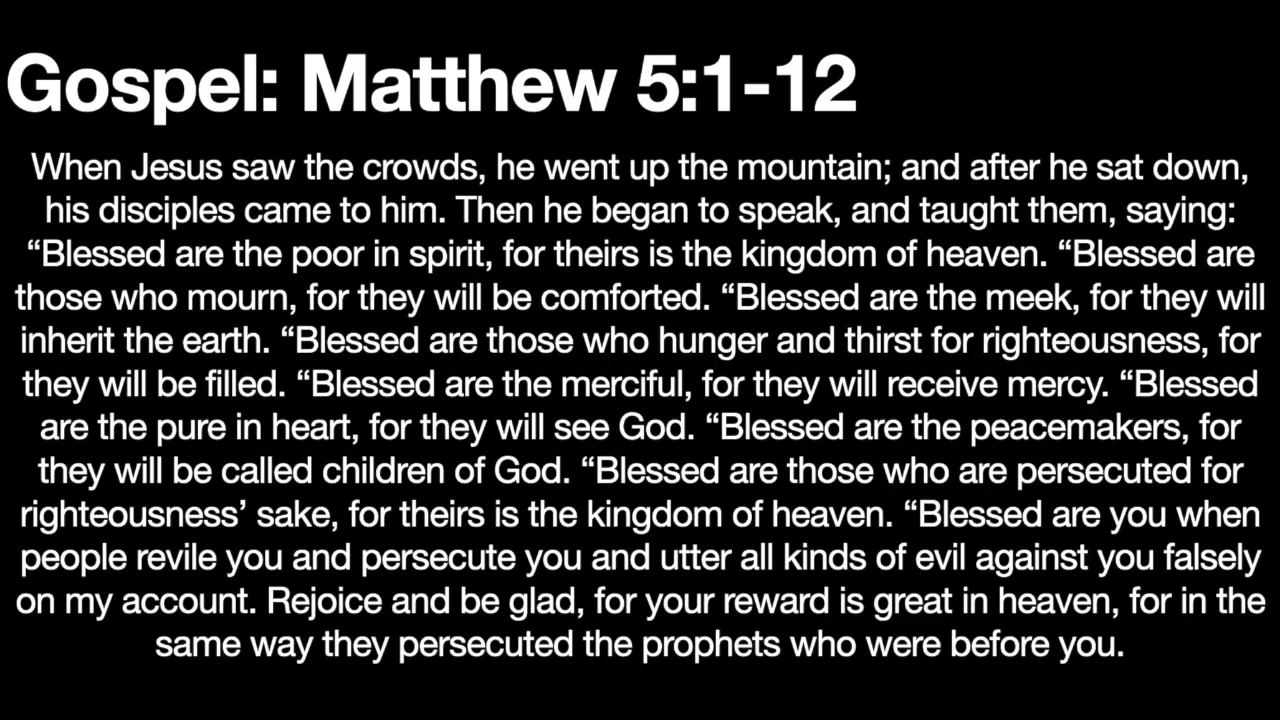 Gospel: Matthew 5:1-12
When Jesus saw the crowds, he went up the mountain; and after he sat down,
his disciples came to him. Then he began to speak, and taught them, saying:
“Blessed are the poor in spirit, for theirs is the kingdom of heaven. “Blessed are
those who mourn, for they will be comforted. “Blessed are the meek, for they will
inherit the earth. “Blessed are those who hunger and thirst for righteousness, for
they will be filled. “Blessed are the merciful, for they will receive mercy. “Blessed
are the pure in heart, for they will see God. “Blessed are the peacemakers, for
they will be called children of God. “Blessed are those who are persecuted for
righteousness’ sake, for theirs is the kingdom of heaven. “Blessed are you when
people revile you and persecute you and utter all kinds of evil against you falsely
on my account. Rejoice and be glad, for your reward is great in heaven, for in the
same way they persecuted the prophets who were before you.